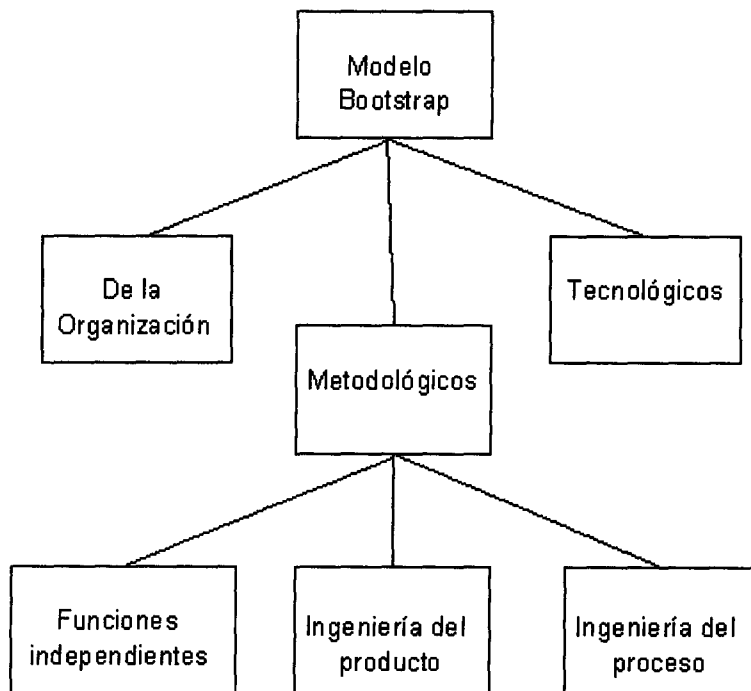 Modelo
Bootstrap
De la
Organización
Tecnológicos
Metodológicos
Funciones
independientes
Ingeniería del
producto
Ingeniería del
proceso